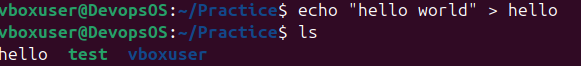 vboxuser@DevopsOS:~/Practice$ echo "hello world" > hello
vboxuser@DevopsOS:~/Practice$ ls
hello  test  vboxuser